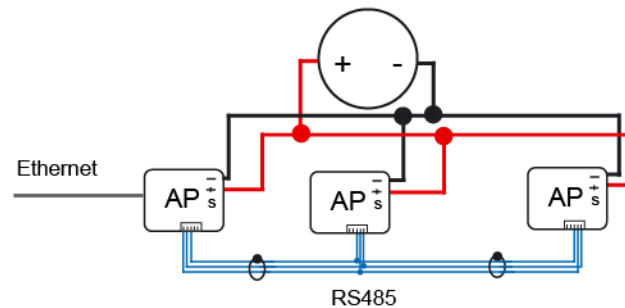 + -
Ethernet
AP − + s
AP − + s
AP − + s
RS485